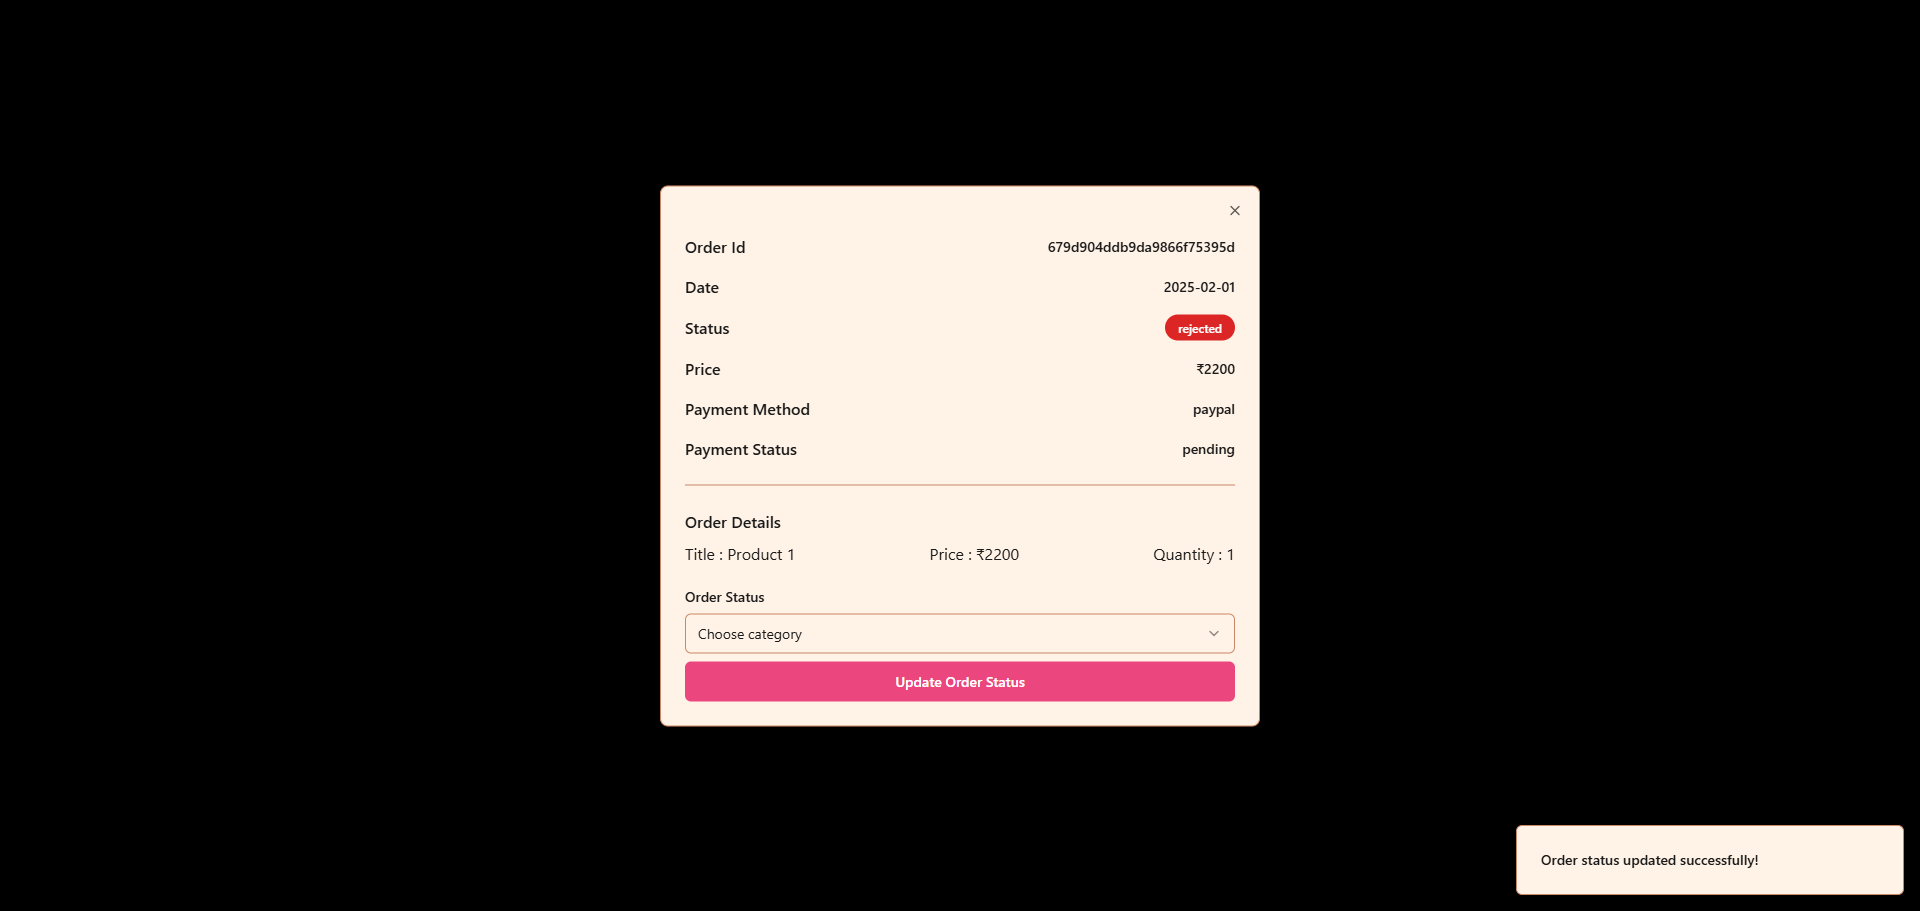 Order Id 679d904ddb9da9866f75395d
Date 2025-02-01
Status rejected
Price ₹2200
Payment Method paypal
Payment Status pending
Order Details
Title : Product 1 Price : ₹2200 Quantity : 1
Order Status
Choose category
Update Order Status
Order status updated successfully!